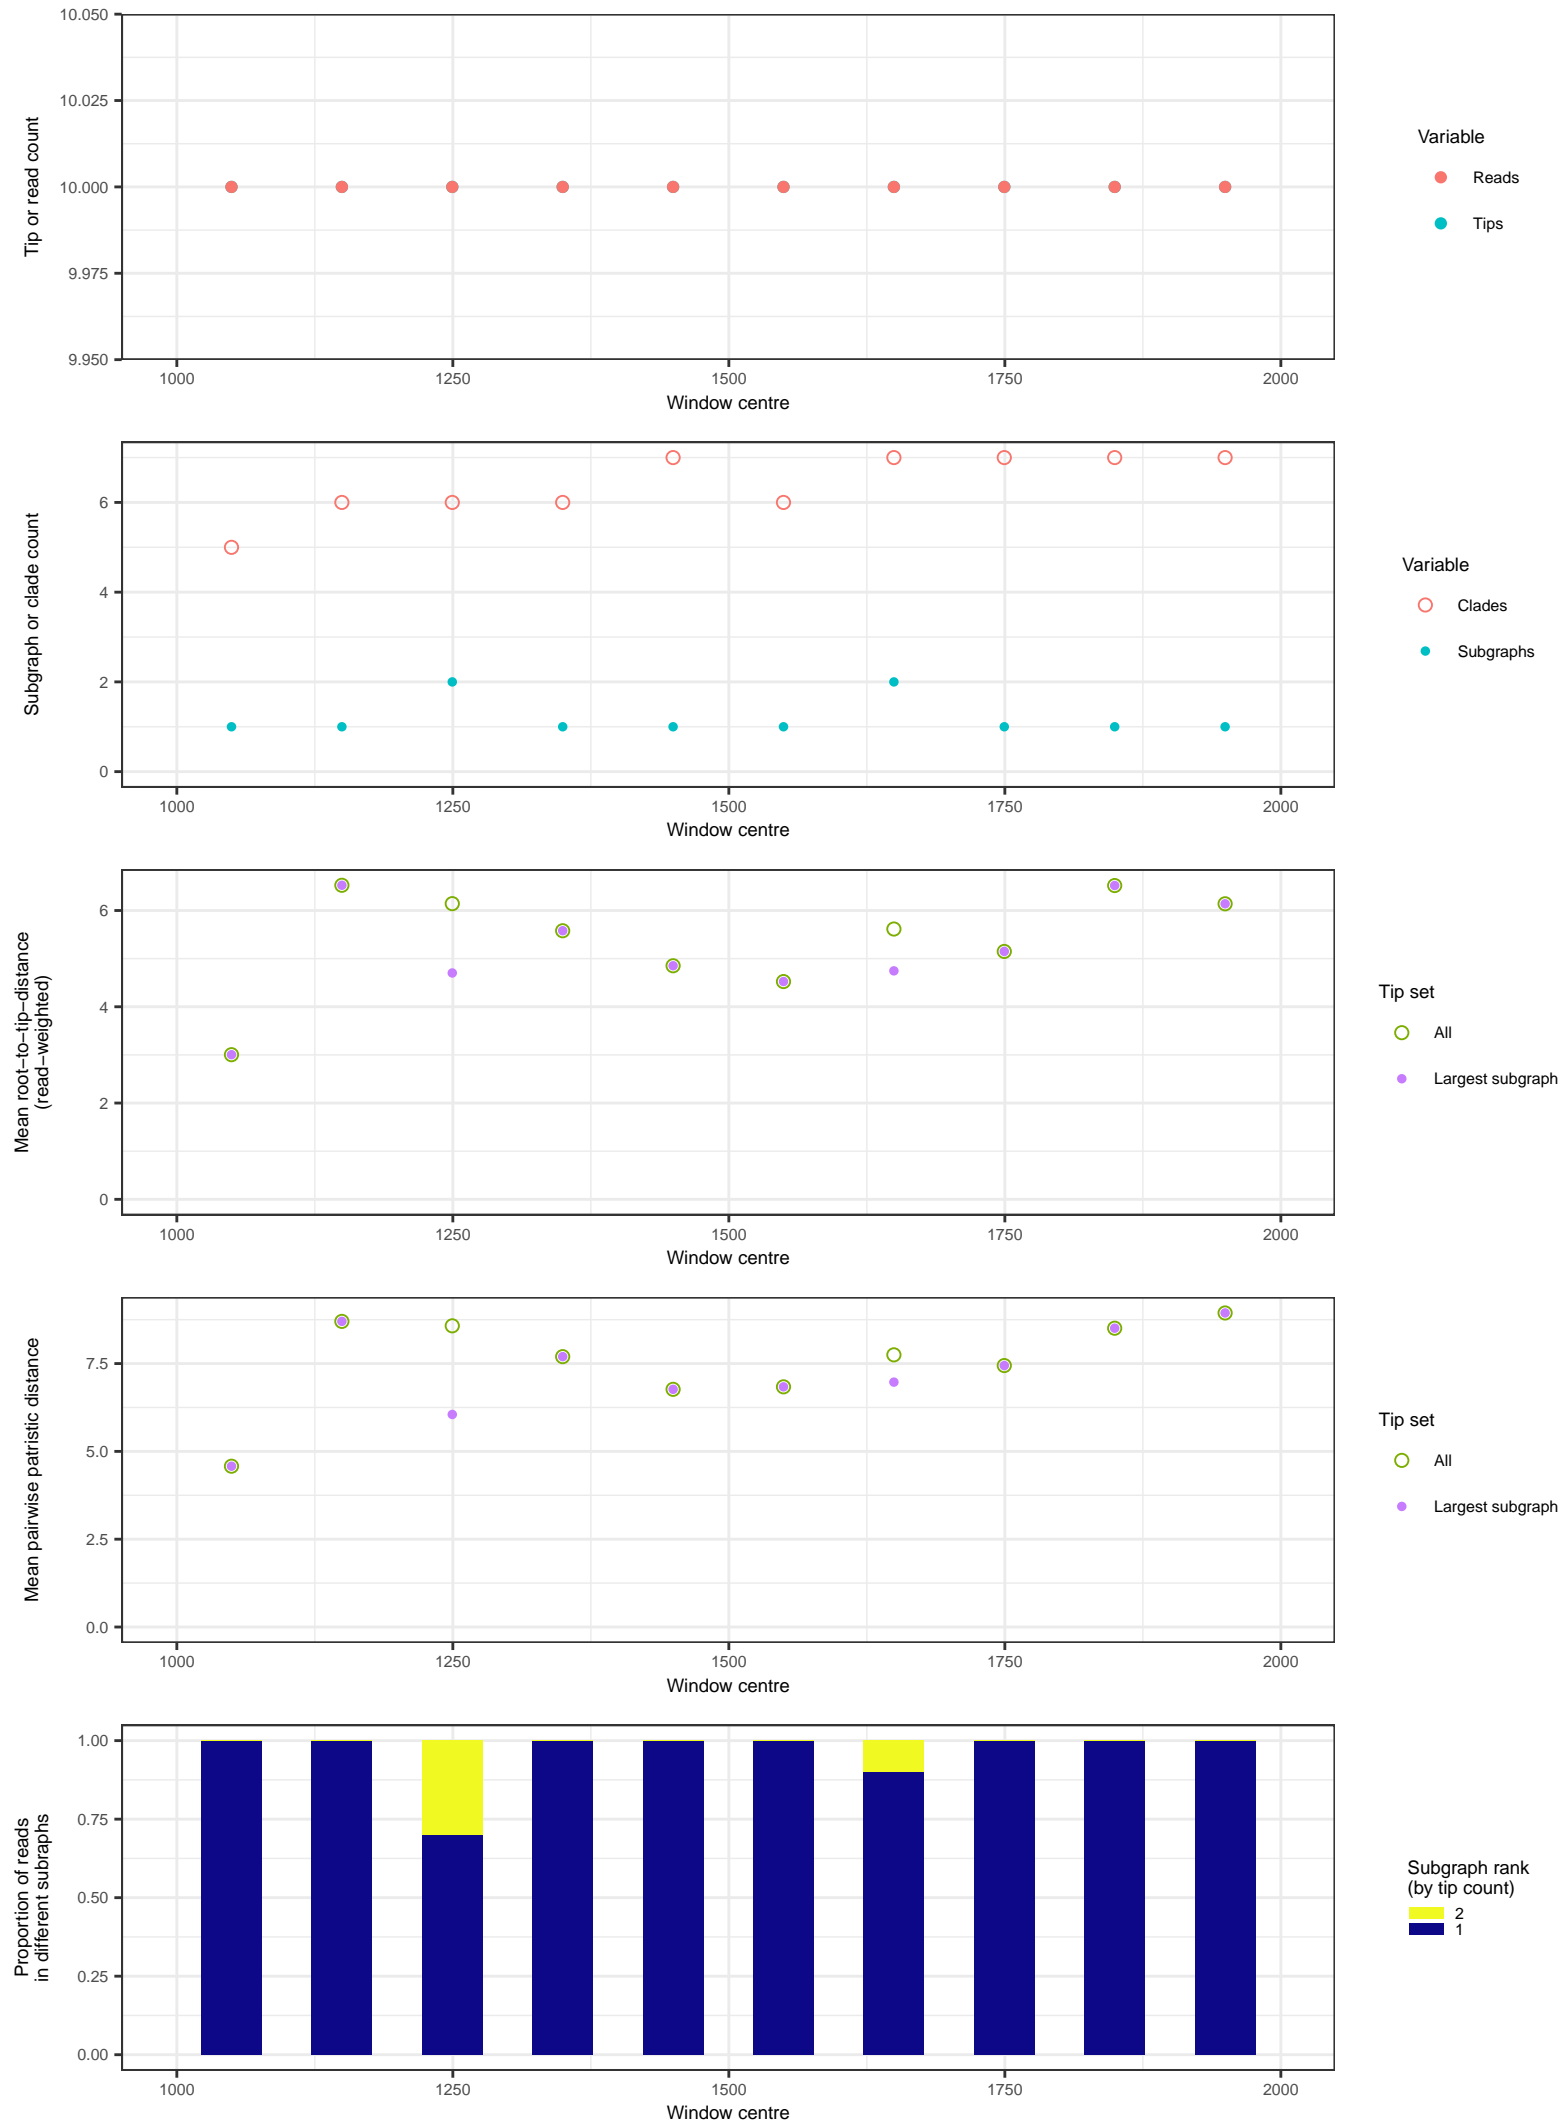 10.050
10.025
10.000
9.975
9.950
Tip or read count
1000 1250 1500 1750 2000
Window centre
Variable
Reads
Tips
6
4
2
0
Subgraph or clade count
1000 1250 1500 1750 2000
Window centre
Variable
Clades
Subgraphs
6
4
2
0
Mean root−to−tip−distance
(read−weighted)
1000 1250 1500 1750 2000
Window centre
Tip set
All
Largest subgraph
7.5
5.0
2.5
0.0
Mean pairwise patristic distance
1000 1250 1500 1750 2000
Window centre
Tip set
All
Largest subgraph
1.00
0.75
0.50
0.25
0.00
Proportion of reads
in different subraphs
1000 1250 1500 1750 2000
Window centre
Subgraph rank
(by tip count)
2
1